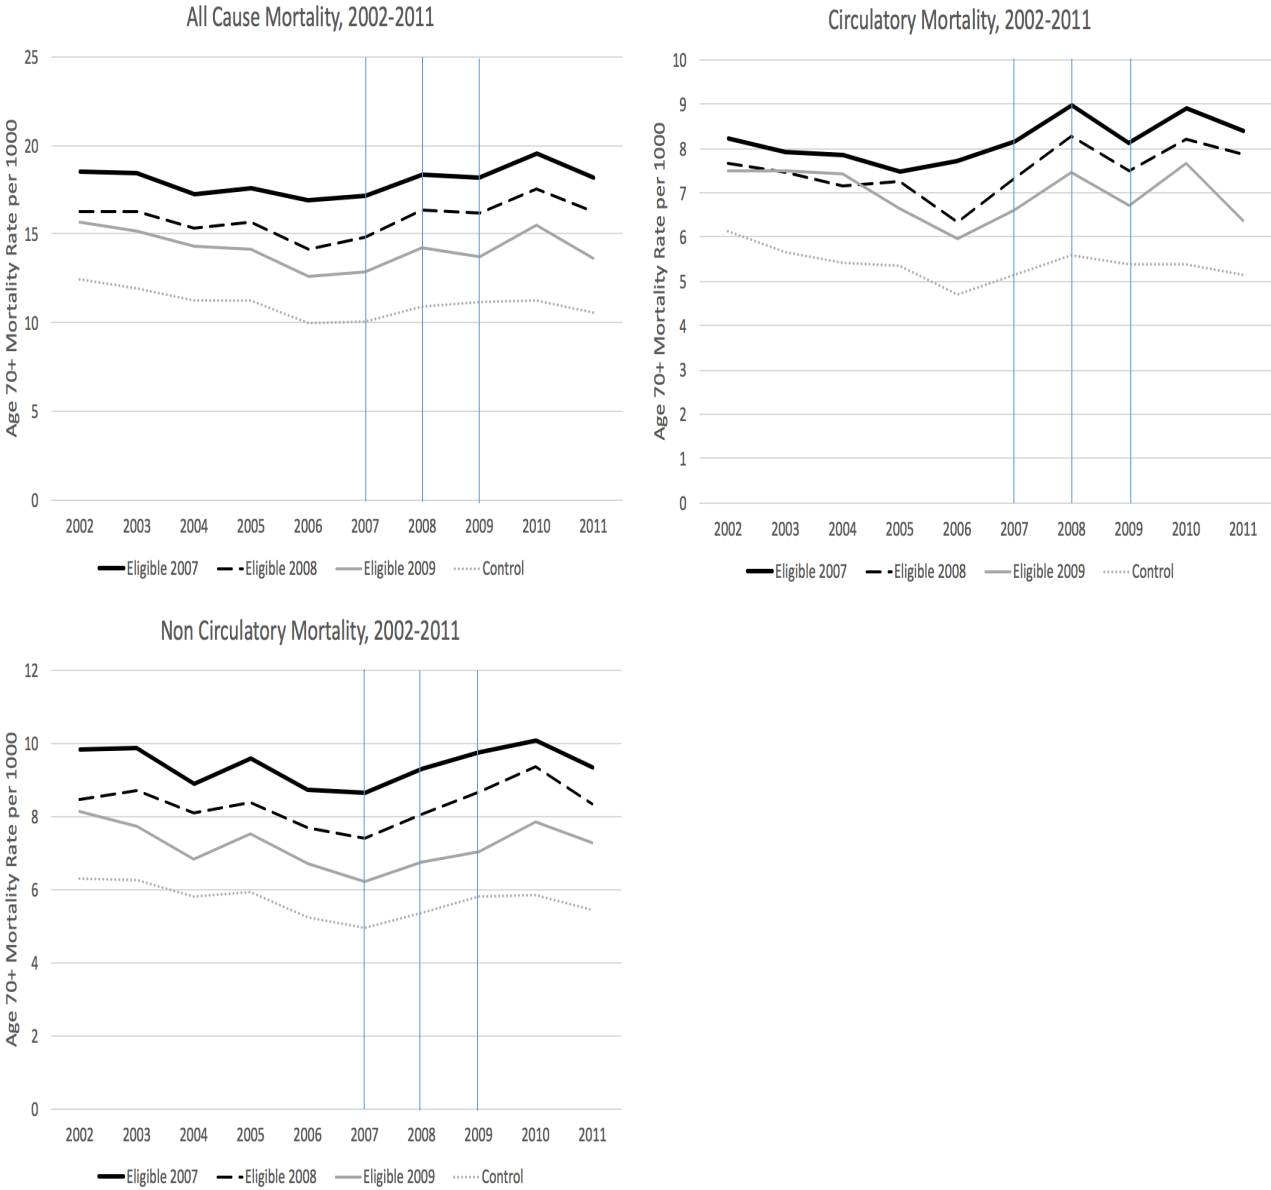 All Cause Mortality, 2002-2011
Age 70+ Mortality Rate per 1000
25
20
15
10
5
0
2002 2003 2004 2005 2006 2007 2008 2009 2010 2011
Eligible 2007 Eligible 2008 Eligible 2009 Control
Circulatory Mortality, 2002-2011
Age 70+ Mortality Rate per 1000
10
9
8
7
6
5
4
3
2
1
0
2002 2003 2004 2005 2006 2007 2008 2009 2010 2011
Eligible 2007 Eligible 2008 Eligible 2009 Control
Non Circulatory Mortality, 2002-2011
Age 70+ Mortality Rate per 1000
12
10
8
6
4
2
0
2002 2003 2004 2005 2006 2007 2008 2009 2010 2011
Eligible 2007 Eligible 2008 Eligible 2009 Control